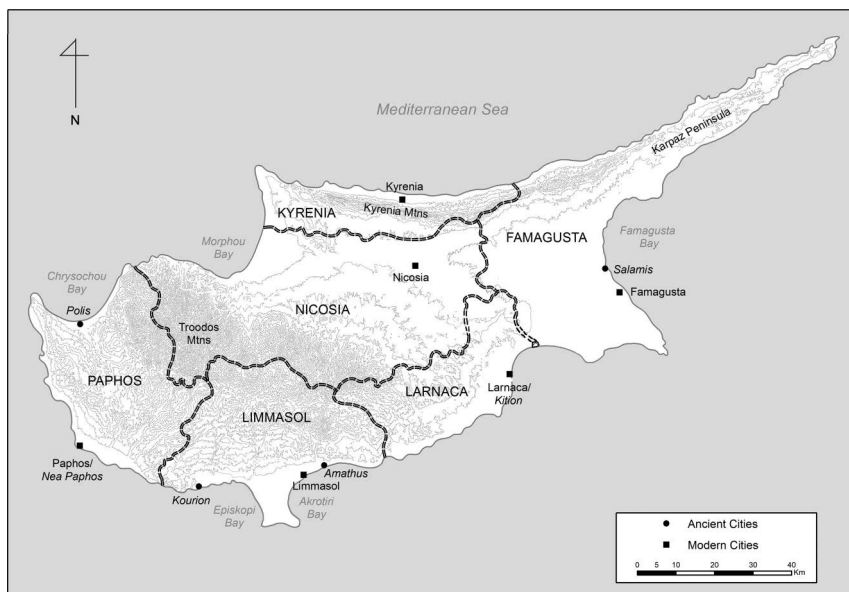 Mediterranean Sea
Karpaz Peninsula
N
Kyrenia
Kyrenia Mtns
KYRENIA
FAMAGUSTA
Famagusta
Bay
Morphou
Bay
Nicosia
Salamis
Famagusta
Chrysochou
Bay
Polis
NICOSIA
Troodos
Mtns
PAPHOS
LARNACA
Larnaca/
Kition
LIMMASOL
Paphos/
Nea Paphos
Amathus
Limmasol
Kourion
Episkopi
Bay
Akrotiri
Bay
Ancient Cities
Modern Cities
0 5 10 20 30 40
Km